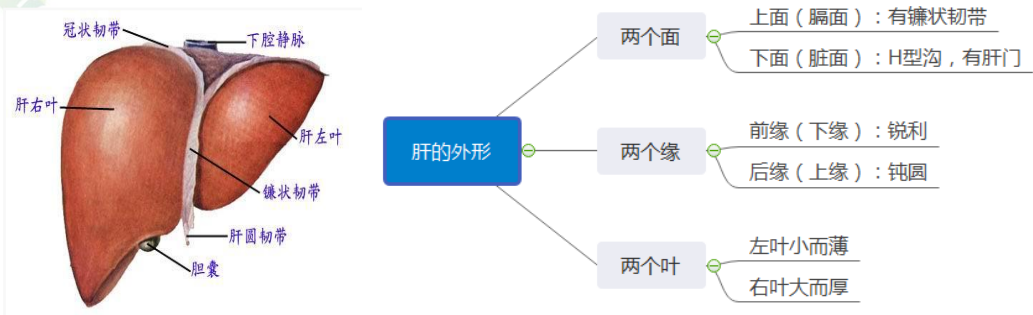 冠状韧带
下腔静脉
肝右叶
肝左叶
镰状韧带
肝圆韧带
胆囊
肝的外形
两个面
上面（膈面）：有镰状韧带
下面（脏面）：H型沟，有肝门
两个缘
前缘（下缘）：锐利
后缘（上缘）：钝圆
两个叶
左叶小而薄
右叶大而厚